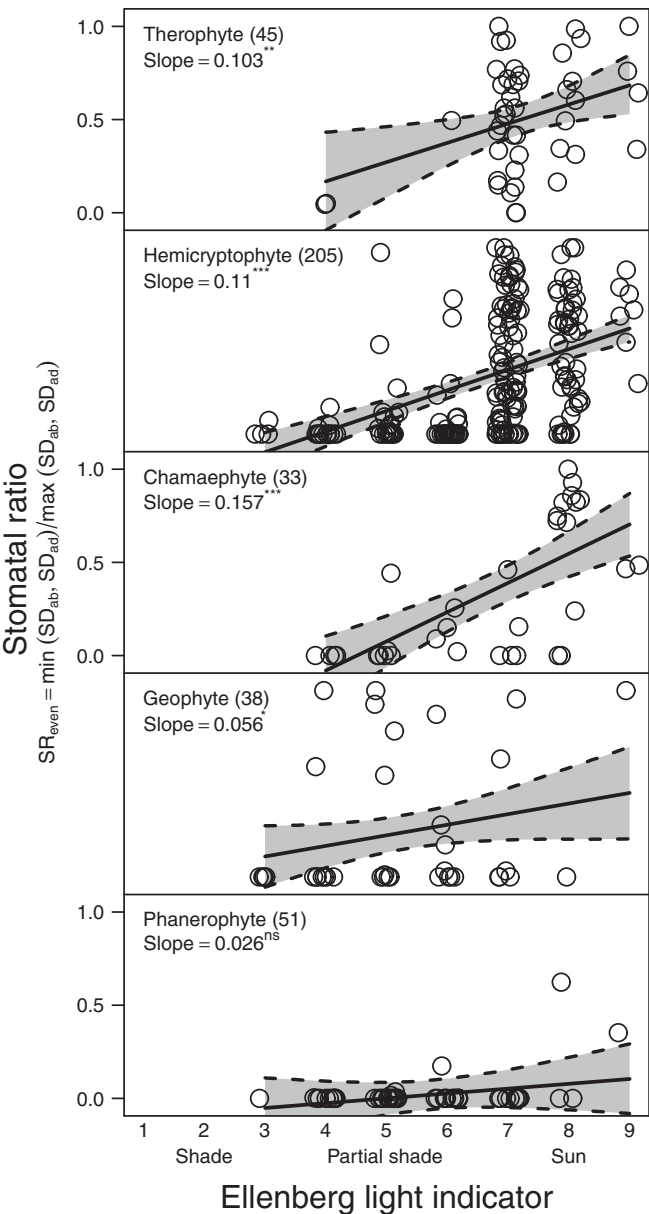 Therophyte (45)
Slope = 0.103**
1.0
0.5
0.0
Hemicryptophyte (205)
Slope = 0.11***
Chamaephyte (33)
Slope = 0.157***
1.0
0.5
0.0
Geophyte (38)
Slope = 0.056*
Phanerophyte (51)
Slope = 0.026ns
1.0
0.5
0.0
Stomatal ratio
SReven = min (SDab, SDad)/max (SDab, SDad)
1 2 3 4 5 6 7 8 9
Shade Partial shade Sun
Ellenberg light indicator